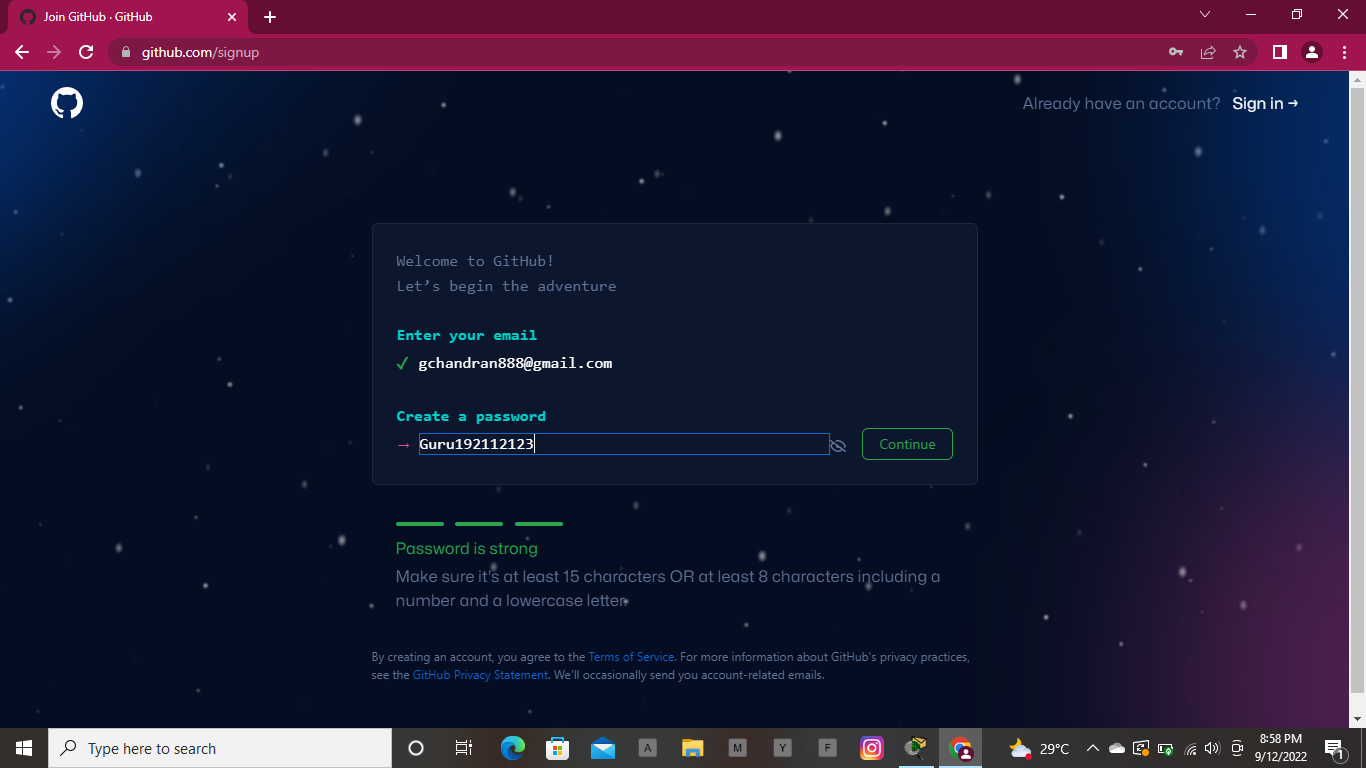 Join GitHub · GitHub
github.com/signup
Already have an account? Sign in →
Welcome to GitHub!
Let’s begin the adventure
Enter your email
✓ gchandran888@gmail.com
Create a password
→ Guru192112123
Continue
Password is strong
Make sure it's at least 15 characters OR at least 8 characters including a
number and a lowercase letter.
By creating an account, you agree to the Terms of Service. For more information about GitHub's privacy practices,
see the GitHub Privacy Statement. We'll occasionally send you account-related emails.
Type here to search
A
M
Y
F
29°C
8:58 PM
9/12/2022
1